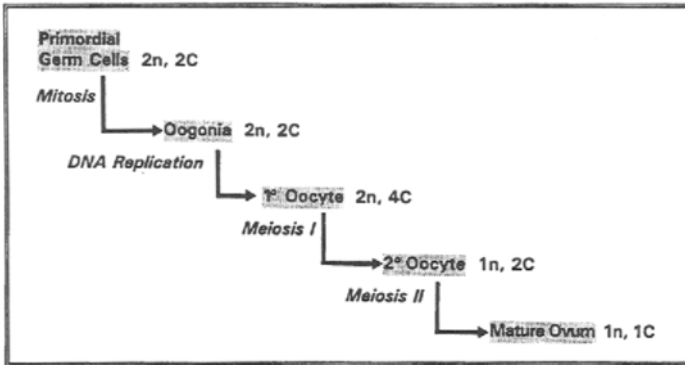 Primordial
Germ Cells 2n, 2C
Mitosis
Oogonia 2n, 2C
DNA Replication
1° Oocyte 2n, 4C
Meiosis I
2° Oocyte 1n, 2C
Meiosis II
Mature Ovum 1n, 1C